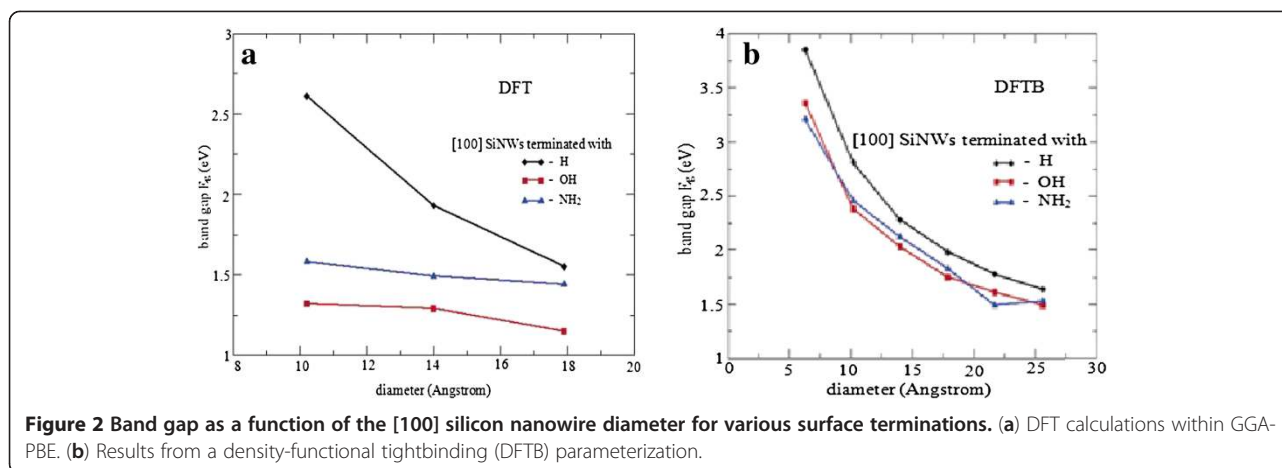 a
DFT
[100] SiNWs terminated with
- H
- OH
- NH₂
band gap E_g (eV)
3
2.5
2
1.5
1
8
10
12
14
16
18
20
diameter (Angstrom)
b
DFTB
[100] SiNWs terminated with
- H
- OH
- NH₂
band gap E_g (eV)
4
3.5
3
2.5
2
1.5
1
0
5
10
15
20
25
30
diameter (Angstrom)
Figure 2 Band gap as a function of the [100] silicon nanowire diameter for various surface terminations. (a) DFT calculations within GGA-
PBE. (b) Results from a density-functional tightbinding (DFTB) parameterization.